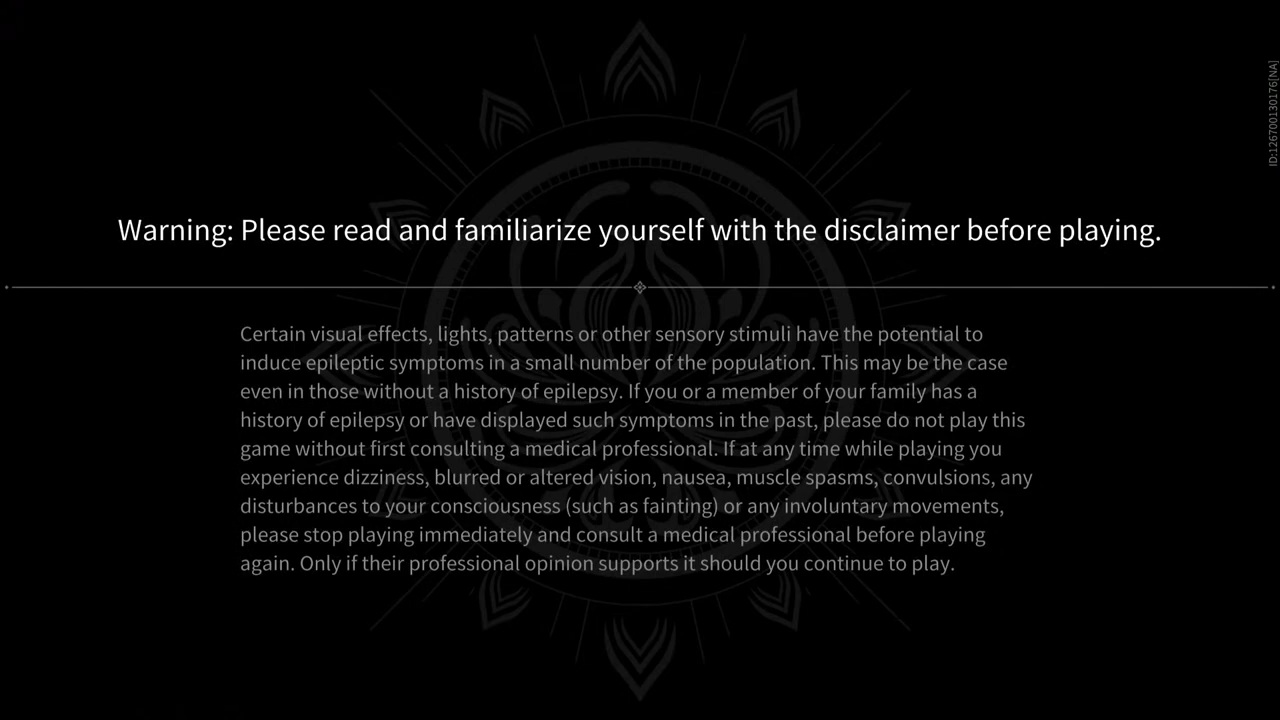 ID:126700130176[NA]
Warning: Please read and familiarize yourself with the disclaimer before playing.
Certain visual effects, lights, patterns or other sensory stimuli have the potential to
induce epileptic symptoms in a small number of the population. This may be the case
even in those without a history of epilepsy. If you or a member of your family has a
history of epilepsy or have displayed such symptoms in the past, please do not play this
game without first consulting a medical professional. If at any time while playing you
experience dizziness, blurred or altered vision, nausea, muscle spasms, convulsions, any
disturbances to your consciousness (such as fainting) or any involuntary movements,
please stop playing immediately and consult a medical professional before playing
again. Only if their professional opinion supports it should you continue to play.